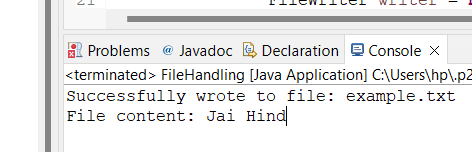 21 FileWriter writer =
Problems @ Javadoc Declaration Console
<terminated> FileHandling [Java Application] C:\Users\hp\.p2
Successfully wrote to file: example.txt
File content: Jai Hind